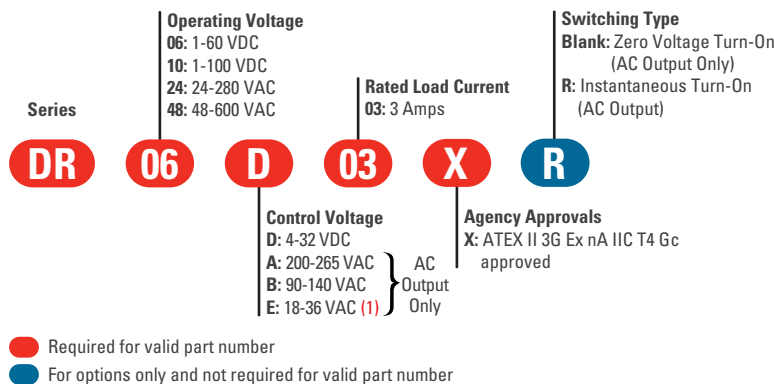 Operating Voltage
06: 1-60 VDC
10: 1-100 VDC
24: 24-280 VAC
48: 48-600 VAC
Switching Type
Blank: Zero Voltage Turn-On
(AC Output Only)
R: Instantaneous Turn-On
(AC Output)
Rated Load Current
03: 3 Amps
Series
DR 06 D 03 X R
Control Voltage
D: 4-32 VDC
A: 200-265 VAC
B: 90-140 VAC
E: 18-36 VAC (1)
AC
Output
Only
Agency Approvals
X: ATEX II 3G Ex nA IIC T4 Gc
approved
Required for valid part number
For options only and not required for valid part number